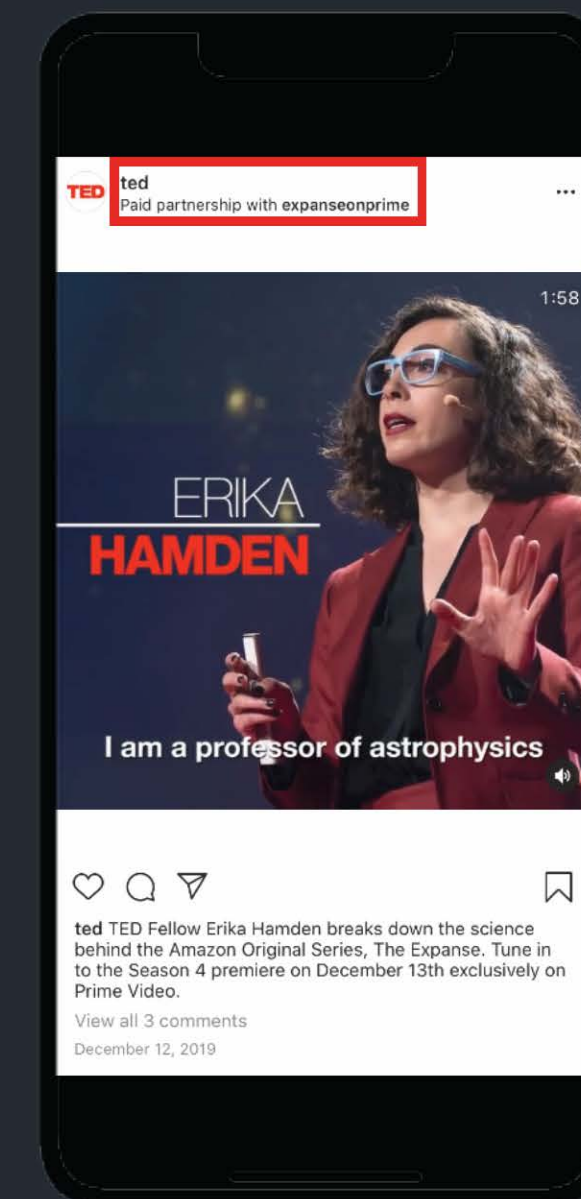 TED
ted
Paid partnership with expanseonprime
1:58
ERIKA
HAMDEN
I am a professor of astrophysics
ted TED Fellow Erika Hamden breaks down the science
behind the Amazon Original Series, The Expanse. Tune in
to the Season 4 premiere on December 13th exclusively on
Prime Video.
View all 3 comments
December 12, 2019